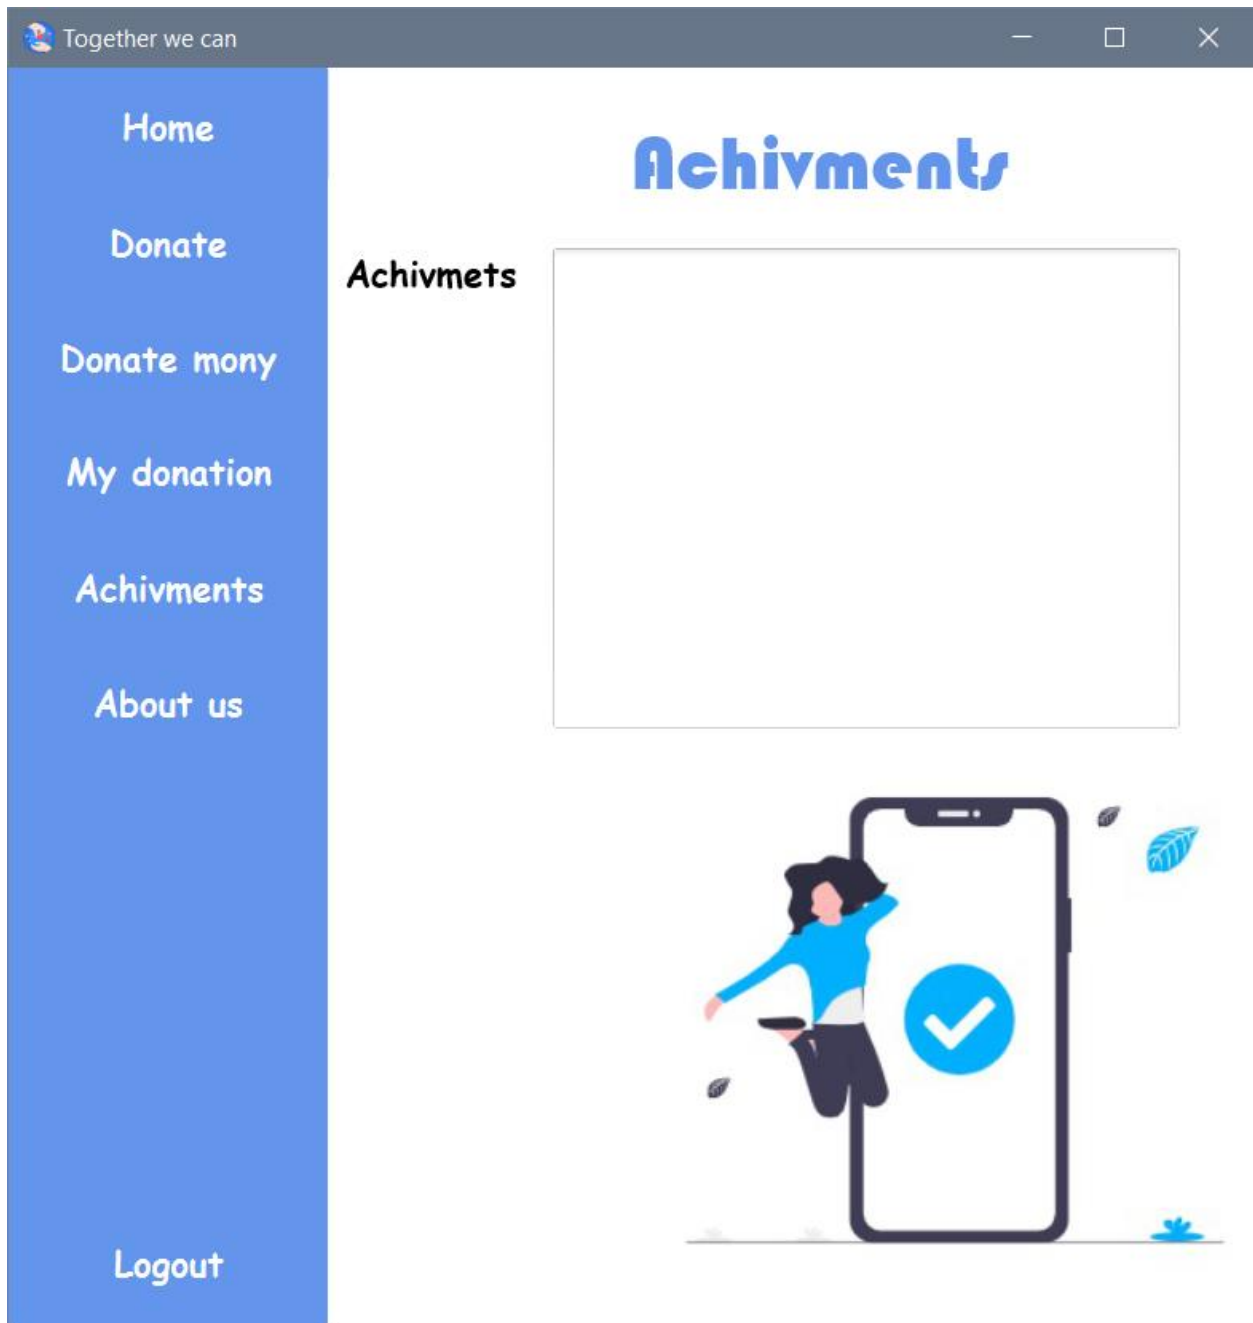 Together we can
Home
Donate
Donate mony
My donation
Achivments
About us
Logout
Achivments
Achivmets